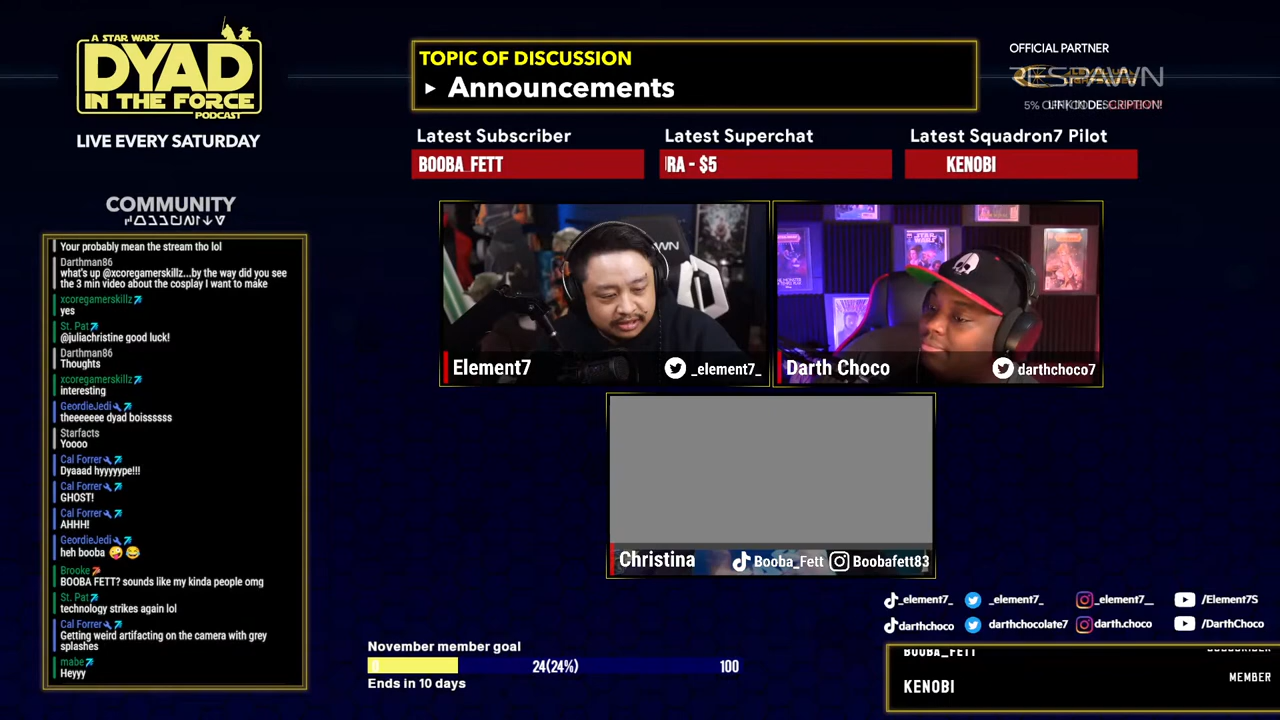 A STAR WARS
DYAD
IN THE FORCE
PODCAST
LIVE EVERY SATURDAY
TOPIC OF DISCUSSION
► Announcements
OFFICIAL PARTNER
RESPAWN
LINK IN DESCRIPTION!
Latest Subscriber
BOOBA_FETT
Latest Superchat
RA - $5
Latest Squadron7 Pilot
KENOBI
COMMUNITY
Your probably mean the stream tho lol
Darthman86
what's up @xcoregamerskillz...by the way did you see
the 3 min video about the cosplay I want to make
xcoregamerskillz
yes
St. Pat
@juliachristine good luck!
Darthman86
Thoughts
xcoregamerskillz
interesting
GeordieJedi
theeeeeee dyad boisssss
Starfacts
Yoooo
Cal Forrer
Dyaaad hyyyyype!!!
Cal Forrer
GHOST!
Cal Forrer
AHHH!
GeordieJedi
heh booba 🤪 😂
Brooke
BOOBA FETT? sounds like my kinda people omg
St. Pat
technology strikes again lol
Cal Forrer
Getting weird artifacting on the camera with grey
splashes
mabe
Heyyy
Element7
_element7_
Darth Choco
darthchoco7
Christina
Booba_Fett
Boobafett83
_element7_
_element7_
_element7__
/Element7S
darthchoco
darthchocolate7
darth.choco
/DarthChoco
November member goal
0
24(24%)
100
Ends in 10 days
BOOBA_FETT
KENOBI
MEMBER